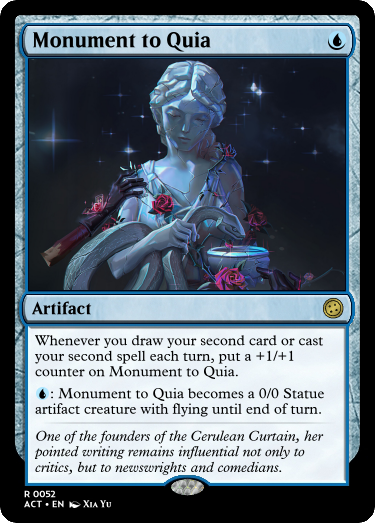 Monument to Quia
Artifact
Whenever you draw your second card or cast
your second spell each turn, put a +1/+1
counter on Monument to Quia.
: Monument to Quia becomes a 0/0 Statue
artifact creature with flying until end of turn.
One of the founders of the Cerulean Curtain, her
pointed writing remains influential not only to
critics, but to newswrights and comedians.
R 0052
ACT • EN Xia Yu